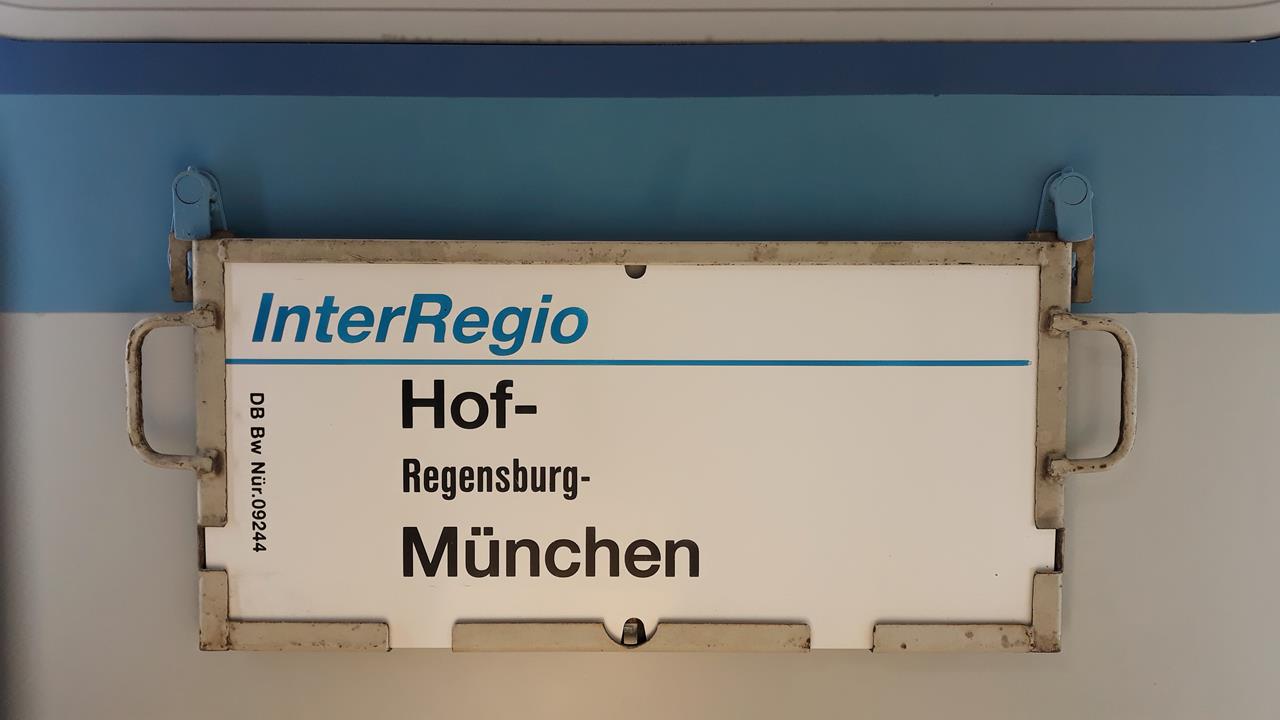 InterRegio
Hof-
Regensburg-
München
DB Bw Nür.09244